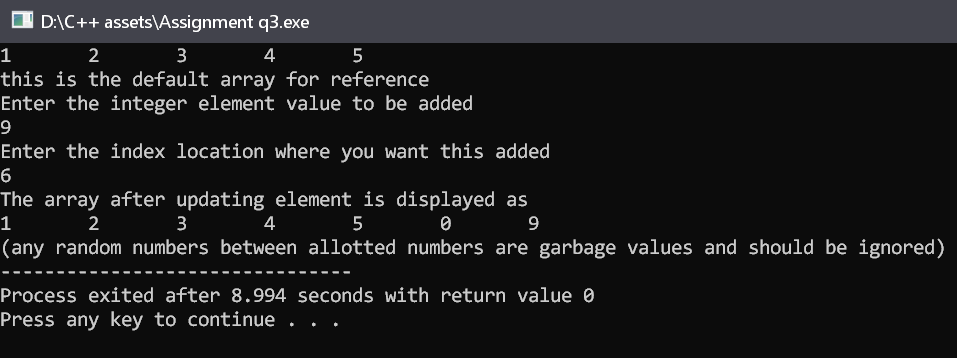 D:\C++ assets\Assignment q3.exe
1 2 3 4 5
this is the default array for reference
Enter the integer element value to be added
9
Enter the index location where you want this added
6
The array after updating element is displayed as
1 2 3 4 5 0 9
(any random numbers between allotted numbers are garbage values and should be ignored)
--------------------------------
Process exited after 8.994 seconds with return value 0
Press any key to continue . . .